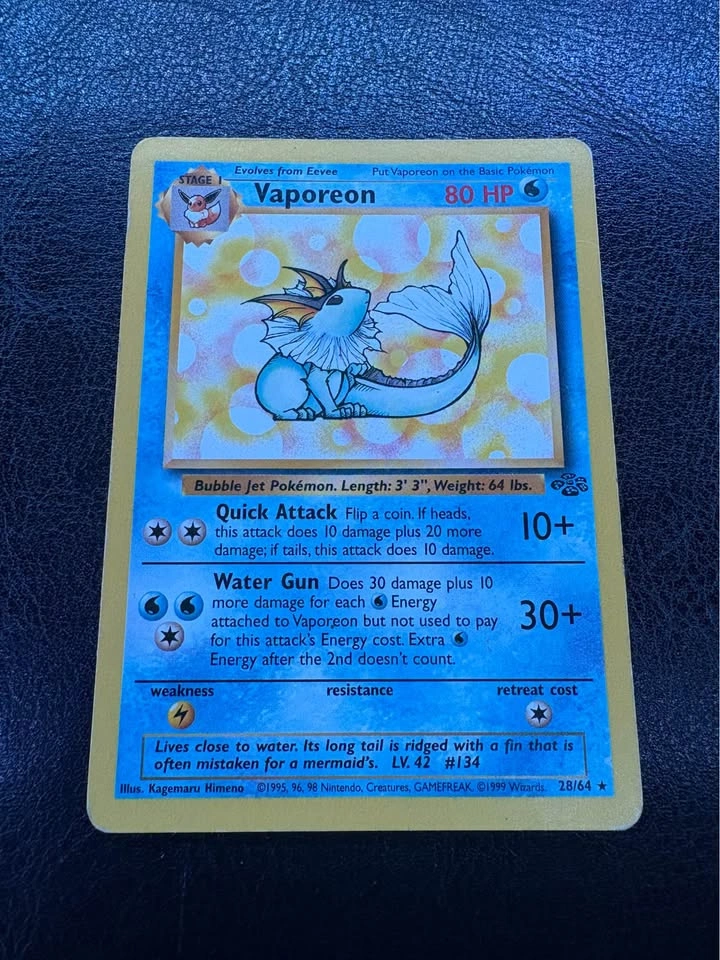 Evolves from Eevee Put Vaporeon on the Basic Pokémon
STAGE 1
Vaporeon 80 HP
Bubble Jet Pokémon. Length: 3' 3", Weight: 64 lbs.
Quick Attack Flip a coin. If heads,
this attack does 10 damage plus 20 more
damage; if tails, this attack does 10 damage.
10+
Water Gun Does 30 damage plus 10
more damage for each Energy
attached to Vaporeon but not used to pay
for this attack's Energy cost. Extra
Energy after the 2nd doesn't count.
30+
weakness resistance retreat cost
Lives close to water. Its long tail is ridged with a fin that is
often mistaken for a mermaid's. LV. 42 #134
Illus. Kagemaru Himeno ©1995, 96, 98 Nintendo, Creatures, GAMEFREAK. ©1999 Wizards. 28/64 ★